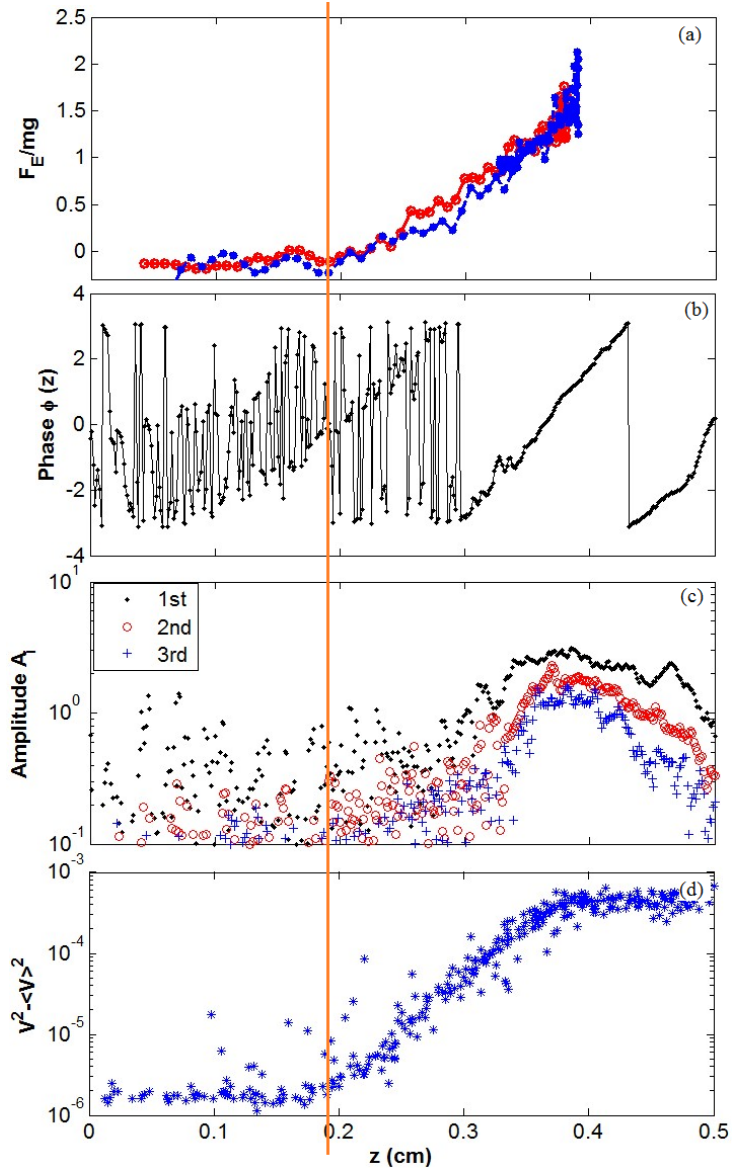 (a)
2.5
2
1.5
1
0.5
0
F_E/mg
(b)
4
2
0
-2
-4
Phase ϕ (z)
(c)
10^1
10^0
10^-1
Amplitude A_l
1st
2nd
3rd
(d)
10^-3
10^-4
10^-5
10^-6
V^2-<V>^2
0 0.1 0.2 0.3 0.4 0.5
z (cm)